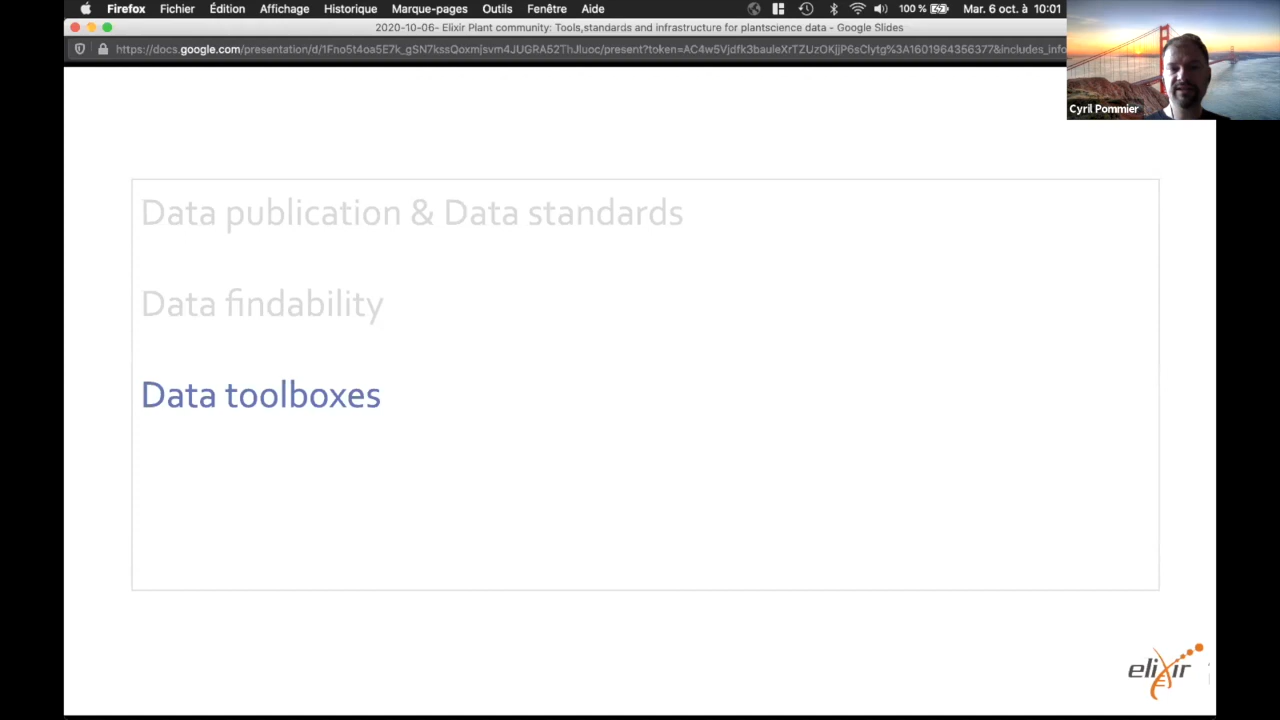 Firefox Fichier Édition Affichage Historique Marque-pages Outils Fenêtre Aide 100 % Mar. 6 oct. à 10:01
2020-10-06- Elixir Plant community: Tools,standards and infrastructure for plantscience data - Google Slides
Cyril Pommier
Data publication & Data standards
Data findability
Data toolboxes
elixir